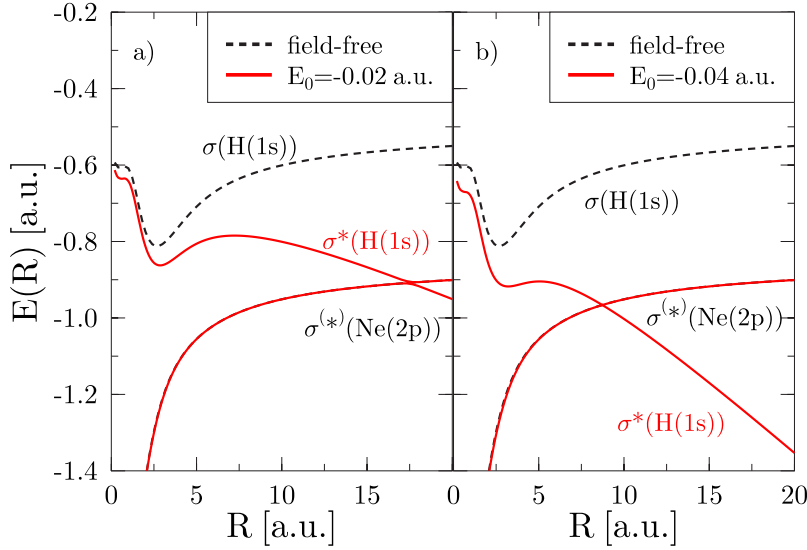 a)
field-free
E₀=-0.02 a.u.
σ(H(1s))
σ*(H(1s))
σ⁽*⁾(Ne(2p))
b)
field-free
E₀=-0.04 a.u.
σ(H(1s))
σ⁽*⁾(Ne(2p))
σ*(H(1s))
E(R) [a.u.]
-0.2
-0.4
-0.6
-0.8
-1.0
-1.2
-1.4
0 5 10 15 0 5 10 15 20
R [a.u.] R [a.u.]